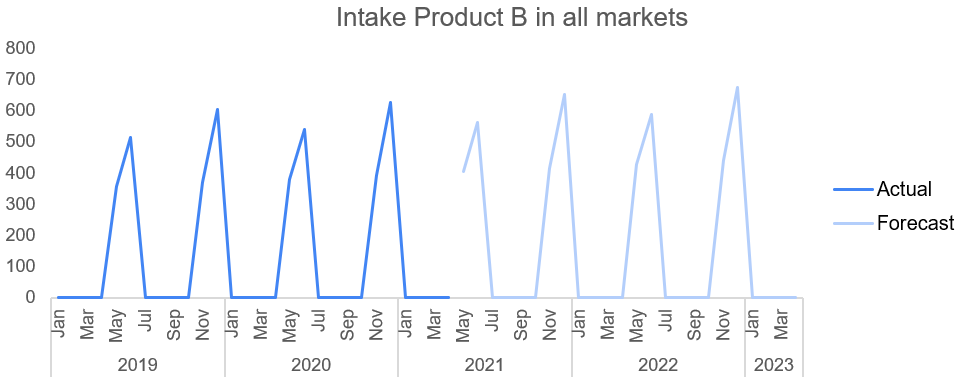 Intake Product B in all markets
800
700
600
500
400
300
200
100
0
Jan
Mar
May
Jul
Sep
Nov
Jan
Mar
May
Jul
Sep
Nov
Jan
Mar
May
Jul
Sep
Nov
Jan
Mar
May
Jul
Sep
Nov
Jan
Mar
2019
2020
2021
2022
2023
Actual
Forecast